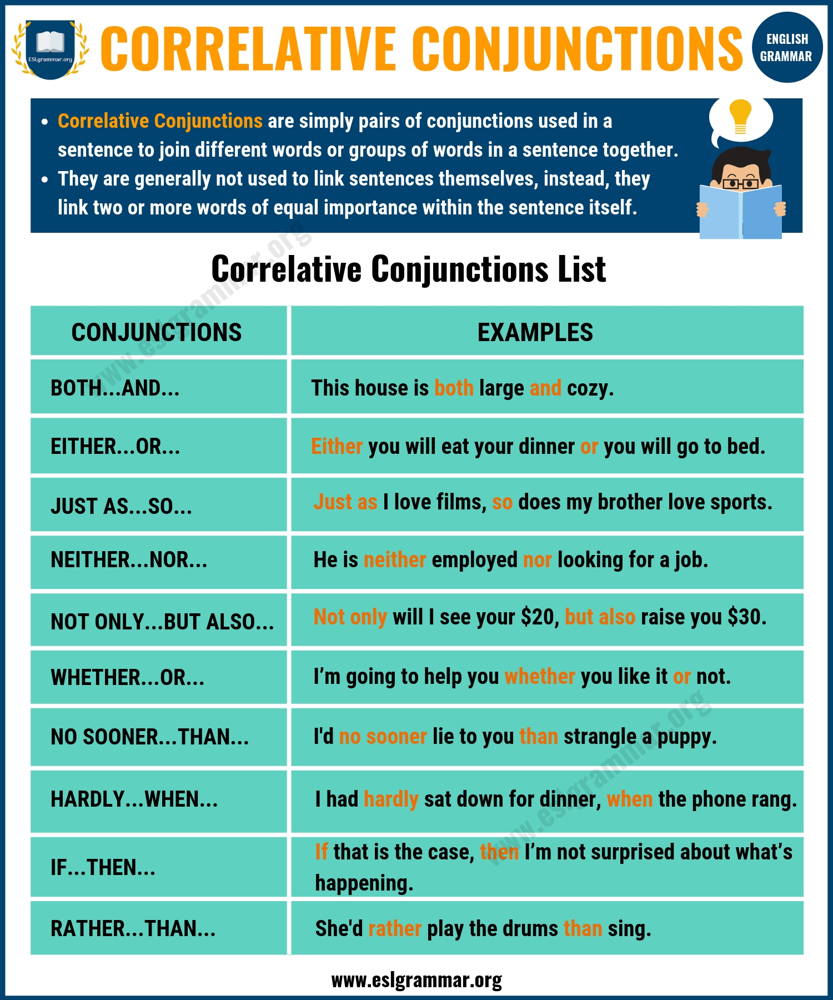 ESLgrammar.org
CORRELATIVE CONJUNCTIONS
ENGLISH
GRAMMAR
• Correlative Conjunctions are simply pairs of conjunctions used in a
sentence to join different words or groups of words in a sentence together.
• They are generally not used to link sentences themselves, instead, they
link two or more words of equal importance within the sentence itself.
www.eslgrammar.org
Correlative Conjunctions List
CONJUNCTIONS EXAMPLES
BOTH...AND... This house is both large and cozy.
EITHER...OR... Either you will eat your dinner or you will go to bed.
JUST AS...SO... Just as I love films, so does my brother love sports.
NEITHER...NOR... He is neither employed nor looking for a job.
NOT ONLY...BUT ALSO... Not only will I see your $20, but also raise you $30.
WHETHER...OR... I’m going to help you whether you like it or not.
NO SOONER...THAN... I'd no sooner lie to you than strangle a puppy.
www.eslgrammar.org
HARDLY...WHEN... I had hardly sat down for dinner, when the phone rang.
IF...THEN... If that is the case, then I’m not surprised about what’s
happening.
RATHER...THAN... She'd rather play the drums than sing.
www.eslgrammar.org